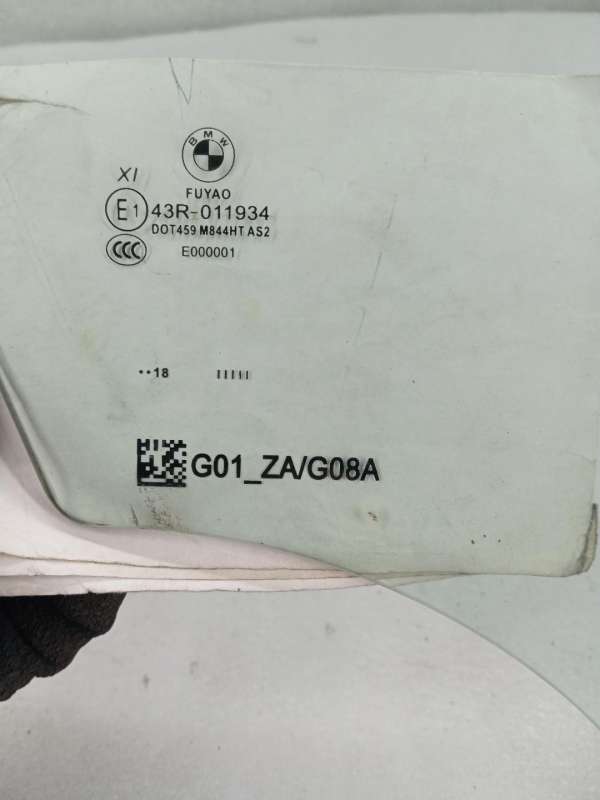 BMW
FUYAO
XI
E1 43R-011934
DOT459 M844HT AS2
CCC E000001
••18 IIIII
G01_ZA/G08A